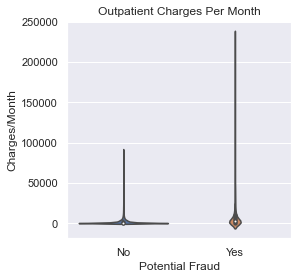 Outpatient Charges Per Month
250000
200000
150000
100000
50000
0
Charges/Month
No Yes
Potential Fraud